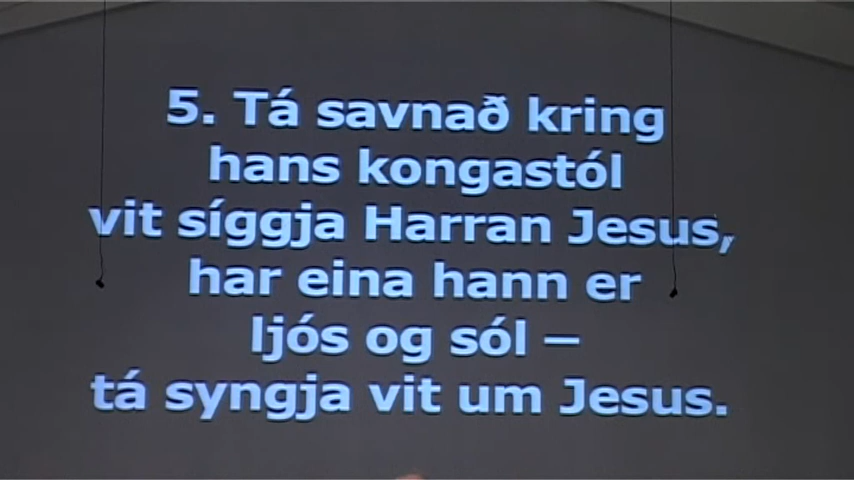 5. Tá savnað kring
hans kongastól
vit síggja Harran Jesus,
har eina hann er
ljós og sól –
tá syngja vit um Jesus.